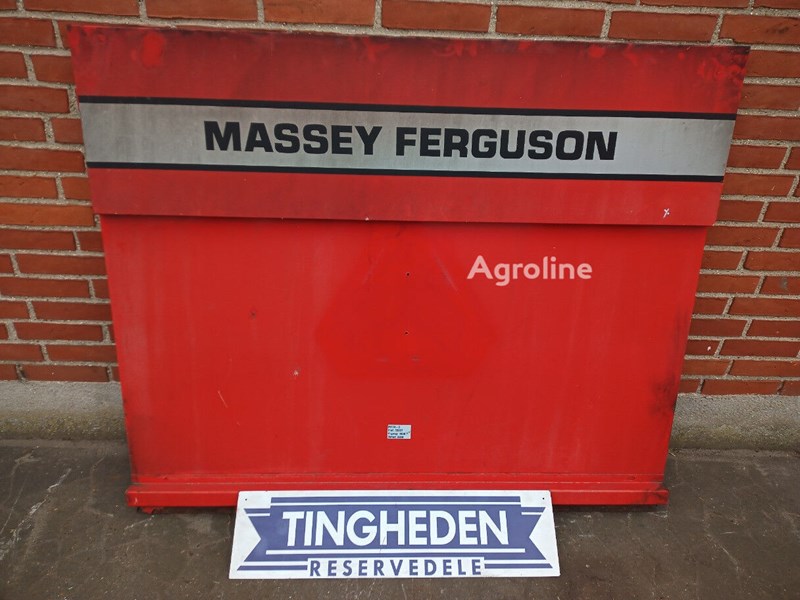 MASSEY FERGUSON
Agroline
TINGHEDEN
RESERVEDELE